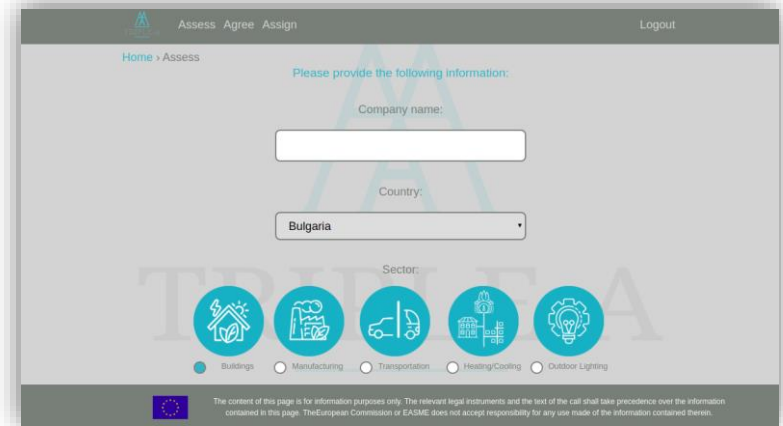 TRIPLE-A
Assess Agree Assign
Logout
Home › Assess
Please provide the following information:
Company name:
Country:
Bulgaria
Sector:
TRIPLE-A
Buildings
Manufacturing
Transportation
Heating/Cooling
Outdoor Lighting
The content of this page is for information purposes only. The relevant legal instruments and the text of the call shall take precedence over the information
contained in this page. TheEuropean Commission or EASME does not accept responsibility for any use made of the information contained therein.